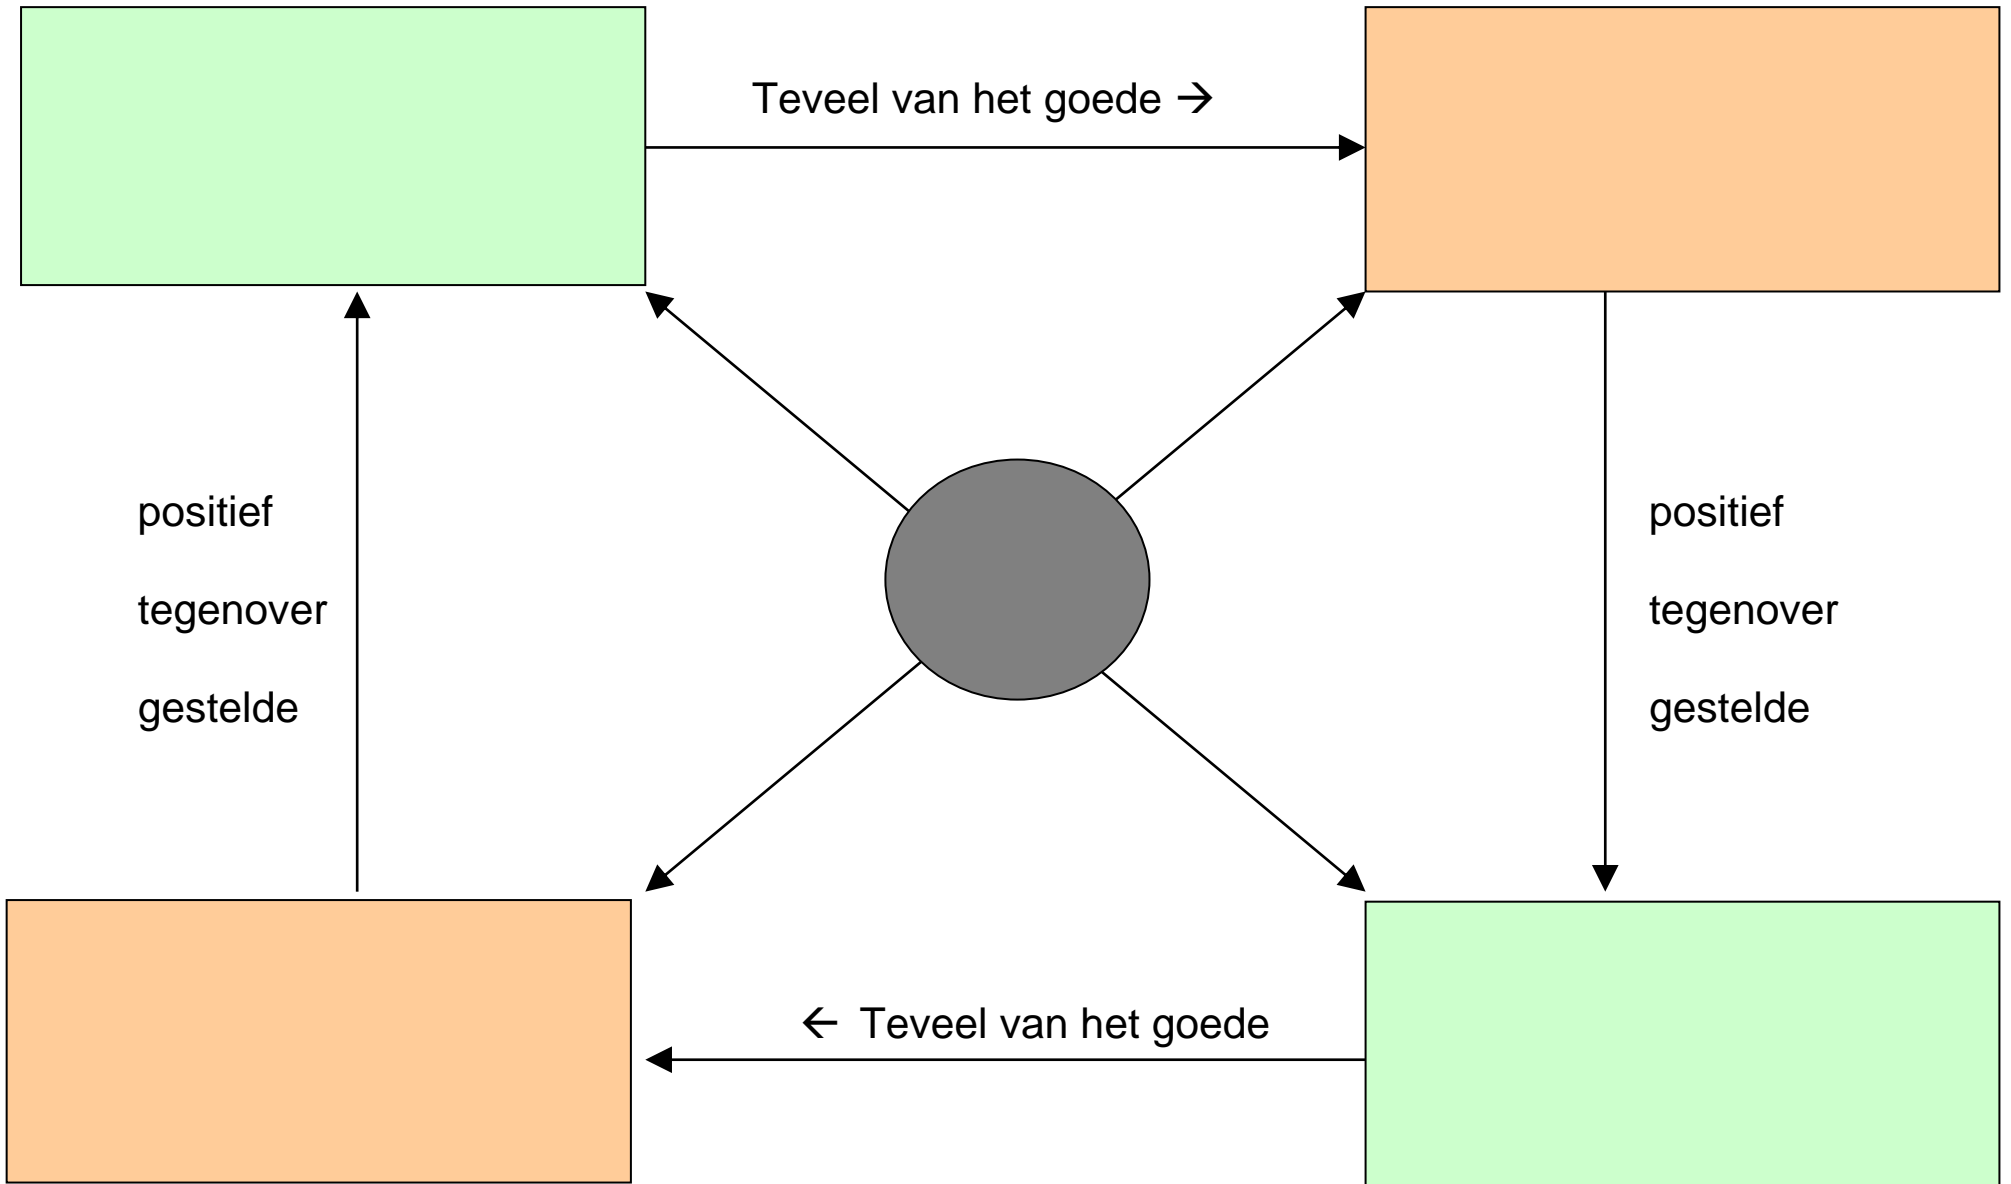 Teveel van het goede →
positief
tegenover
gestelde
positief
tegenover
gestelde
← Teveel van het goede